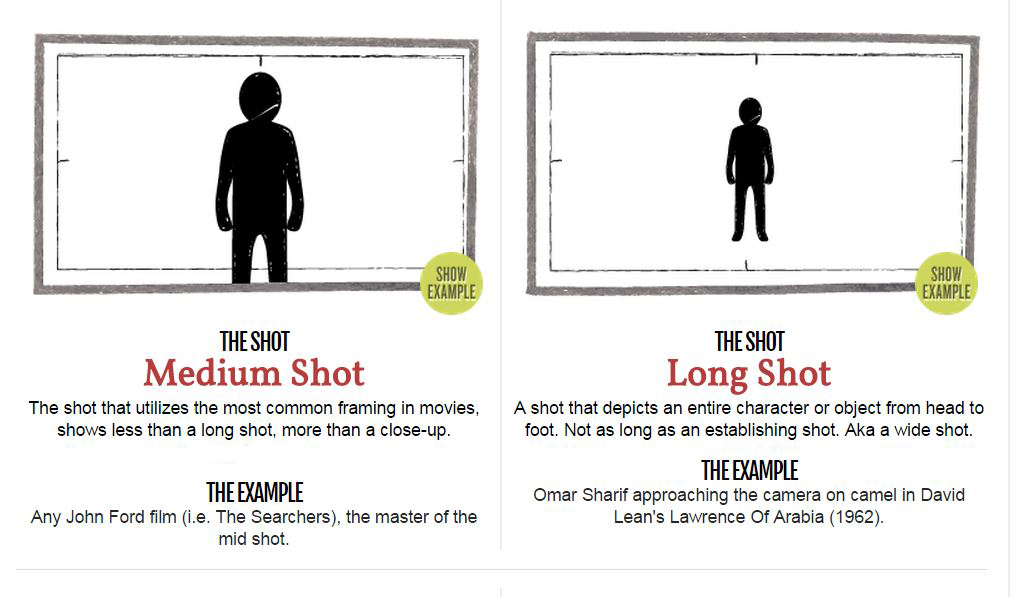 SHOW
EXAMPLE
THE SHOT
Medium Shot
The shot that utilizes the most common framing in movies,
shows less than a long shot, more than a close-up.
THE EXAMPLE
Any John Ford film (i.e. The Searchers), the master of the
mid shot.
SHOW
EXAMPLE
THE SHOT
Long Shot
A shot that depicts an entire character or object from head to
foot. Not as long as an establishing shot. Aka a wide shot.
THE EXAMPLE
Omar Sharif approaching the camera on camel in David
Lean's Lawrence Of Arabia (1962).